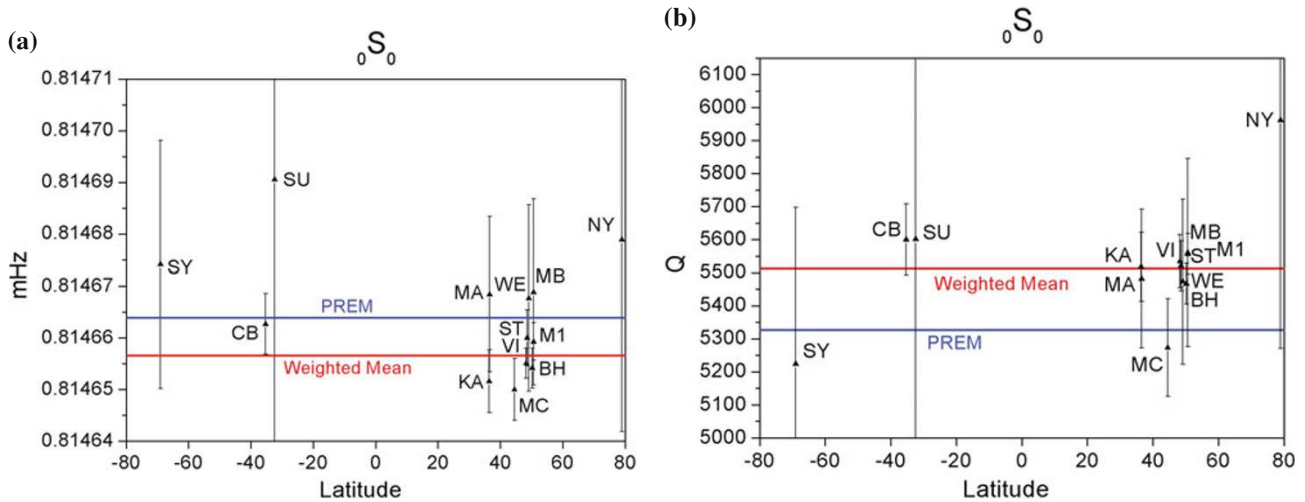 (a)
₀S₀
0.81471
0.81470
0.81469
0.81468
0.81467
0.81466
0.81465
0.81464
mHz
SY
CB
SU
PREM
Weighted Mean
MA
WE
MB
ST
VI
M1
KA
BH
MC
NY
-80 -60 -40 -20 0 20 40 60 80
Latitude
(b)
₀S₀
6100
6000
5900
5800
5700
5600
5500
5400
5300
5200
5100
5000
Q
NY
CB SU
MB
KA VI ST M1
Weighted Mean
MA WE
BH
PREM
SY
MC
-80 -60 -40 -20 0 20 40 60 80
Latitude